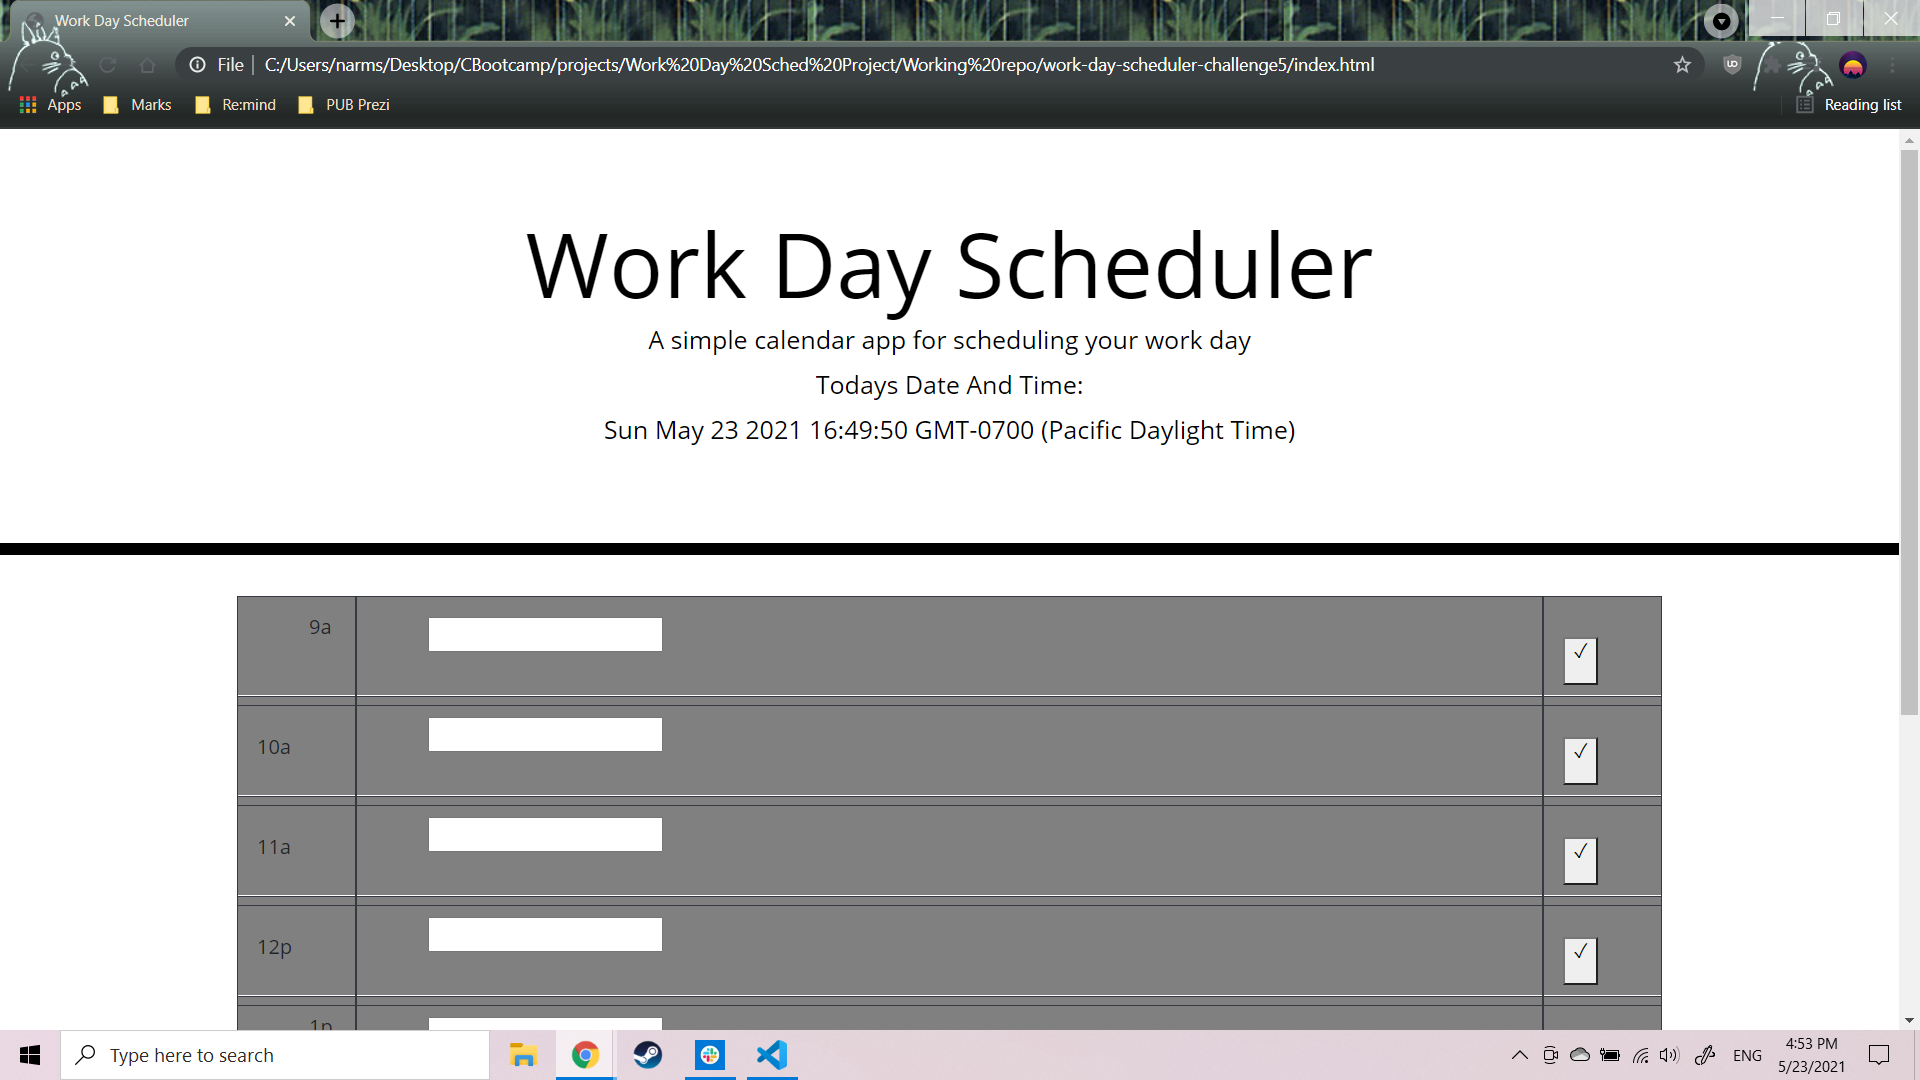 Work Day Scheduler
File
C:/Users/narms/Desktop/CBootcamp/projects/Work%20Day%20Sched%20Project/Working%20repo/work-day-scheduler-challenge5/index.html
Apps
Marks
Re:mind
PUB Prezi
Reading list
Work Day Scheduler
A simple calendar app for scheduling your work day
Todays Date And Time:
Sun May 23 2021 16:49:50 GMT-0700 (Pacific Daylight Time)
9a
✓
10a
✓
11a
✓
12p
✓
1p
Type here to search
ENG
4:53 PM
5/23/2021